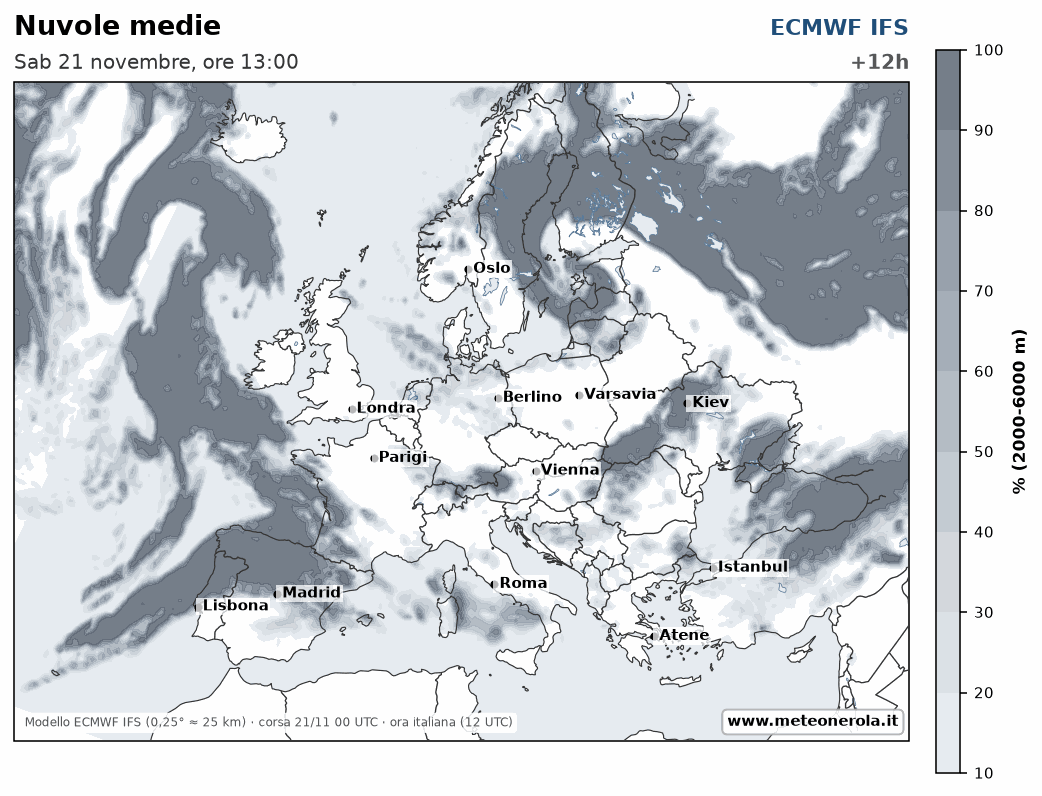 Nuvole medie
ECMWF IFS
Sab 21 novembre, ore 13:00
+12h
100
90
80
70
60
50
40
30
20
10
% (2000-6000 m)
Oslo
Berlino
Varsavia
Kiev
Londra
Parigi
Vienna
Istanbul
Roma
Madrid
Lisbona
Atene
Modello ECMWF IFS (0,25° ≈ 25 km) · corsa 21/11 00 UTC · ora italiana (12 UTC)
www.meteonerola.it